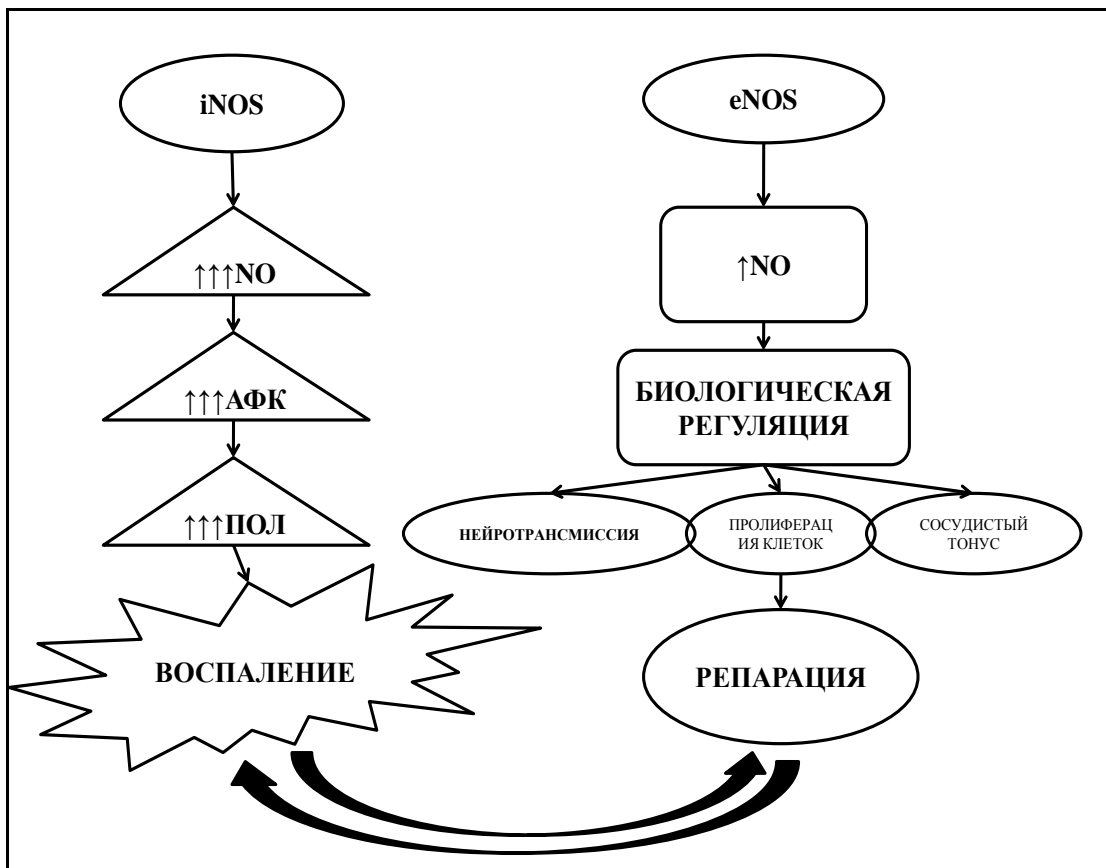 iNOS
↑↑↑NO
↑↑↑АФК
↑↑↑ПОЛ
ВОСПАЛЕНИЕ
eNOS
↑NO
БИОЛОГИЧЕСКАЯ
РЕГУЛЯЦИЯ
НЕЙРОТРАНСМИССИЯ
ПРОЛИФЕРАЦ
ИЯ КЛЕТОК
СОСУДИСТЫЙ
ТОНУС
РЕПАРАЦИЯ